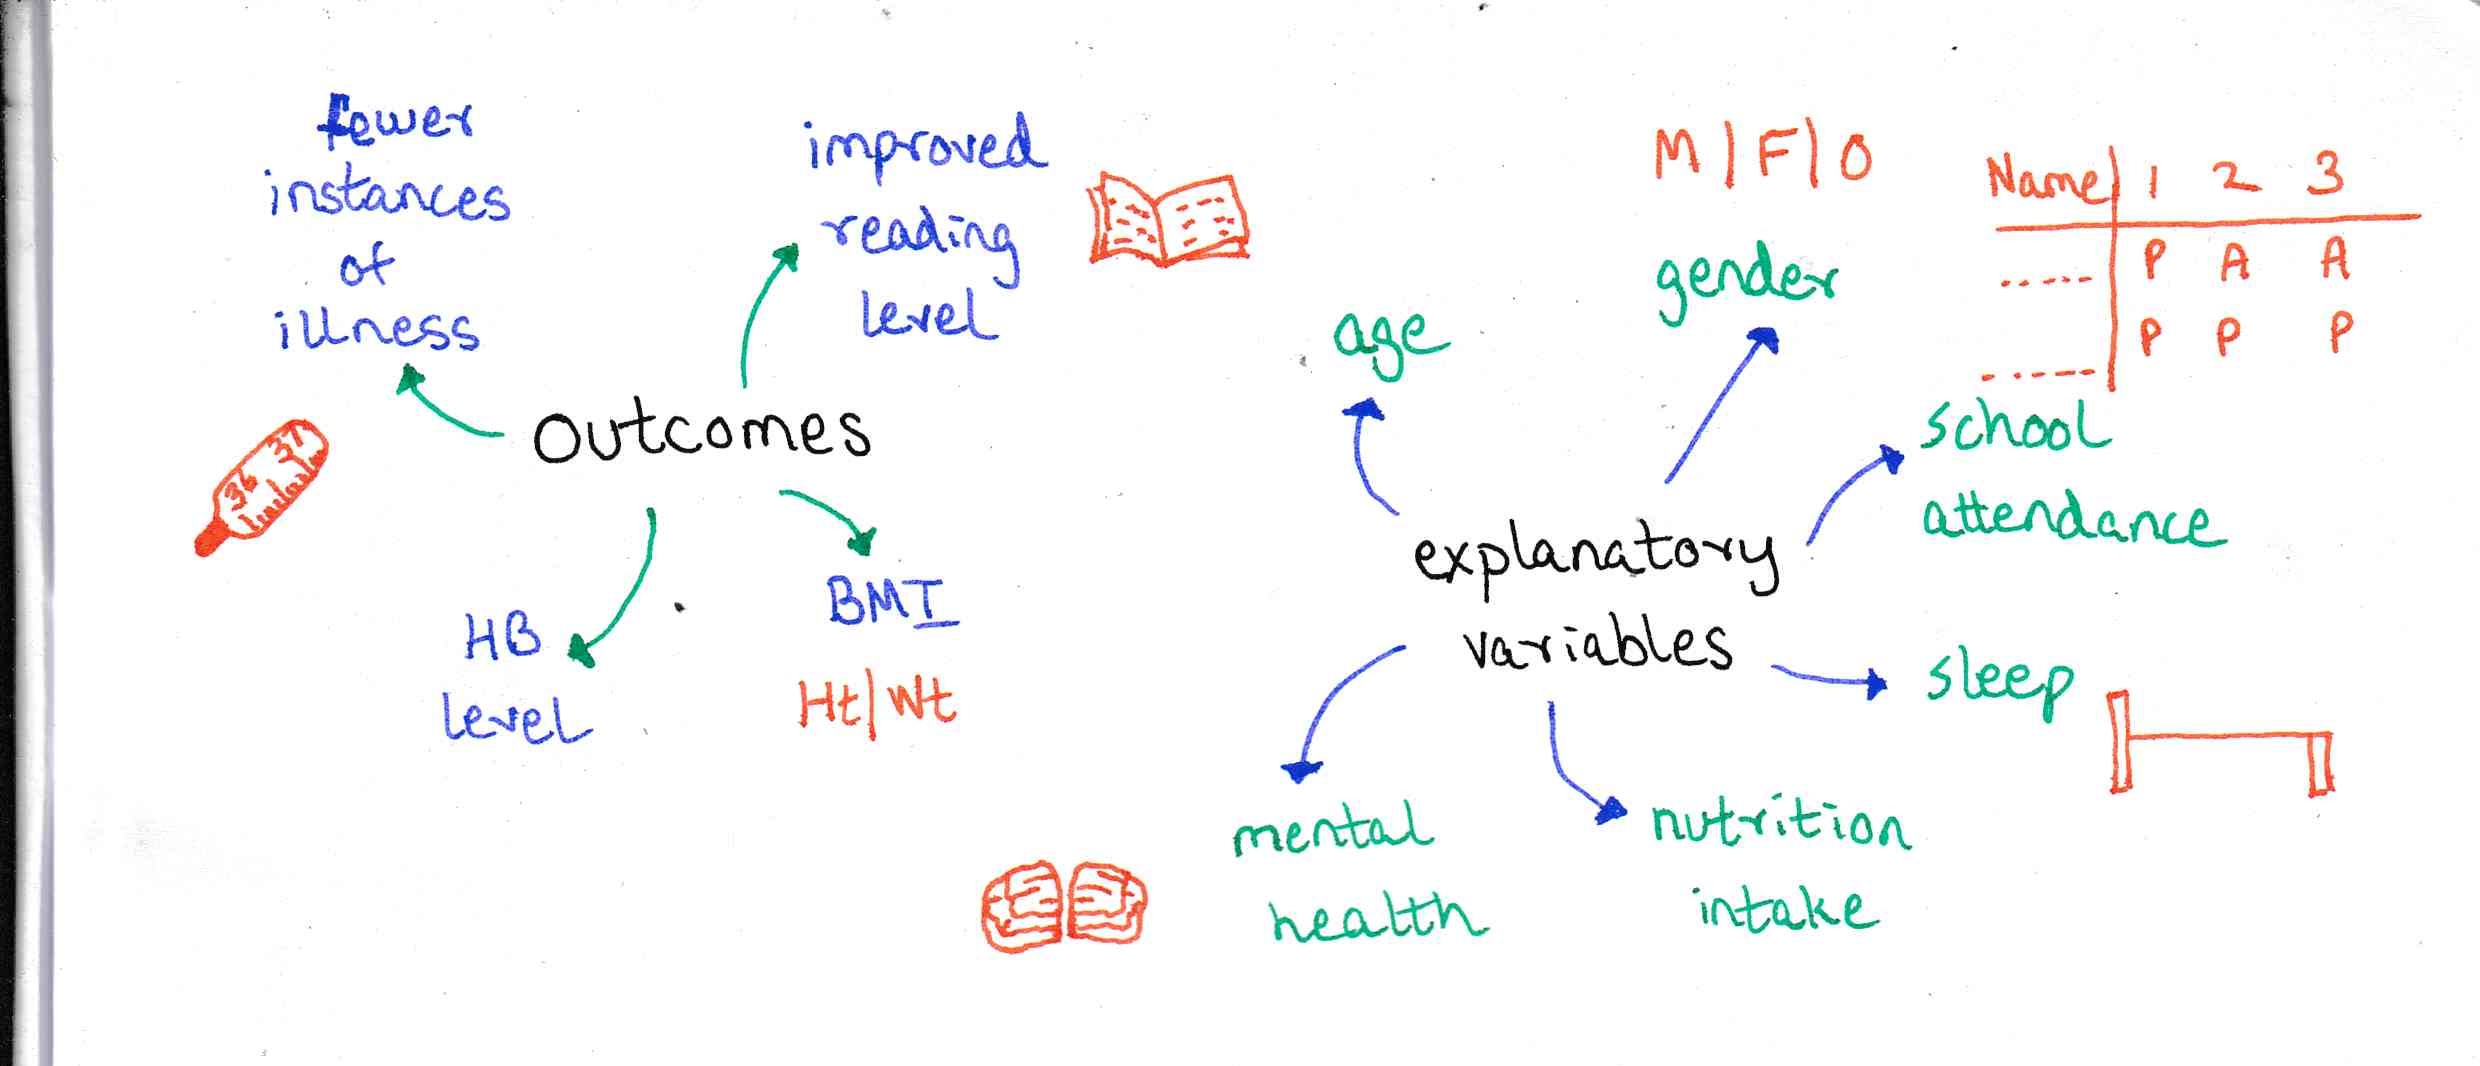 fewer
instances
of
illness
improved
reading
level
outcomes
36 37
HB
level
BMI
Ht/Wt
M/F/O
gender
age
Name 1 2 3
..... P A A
..... P P P
school
attendance
explanatory
variables
sleep
mental
health
nutrition
intake